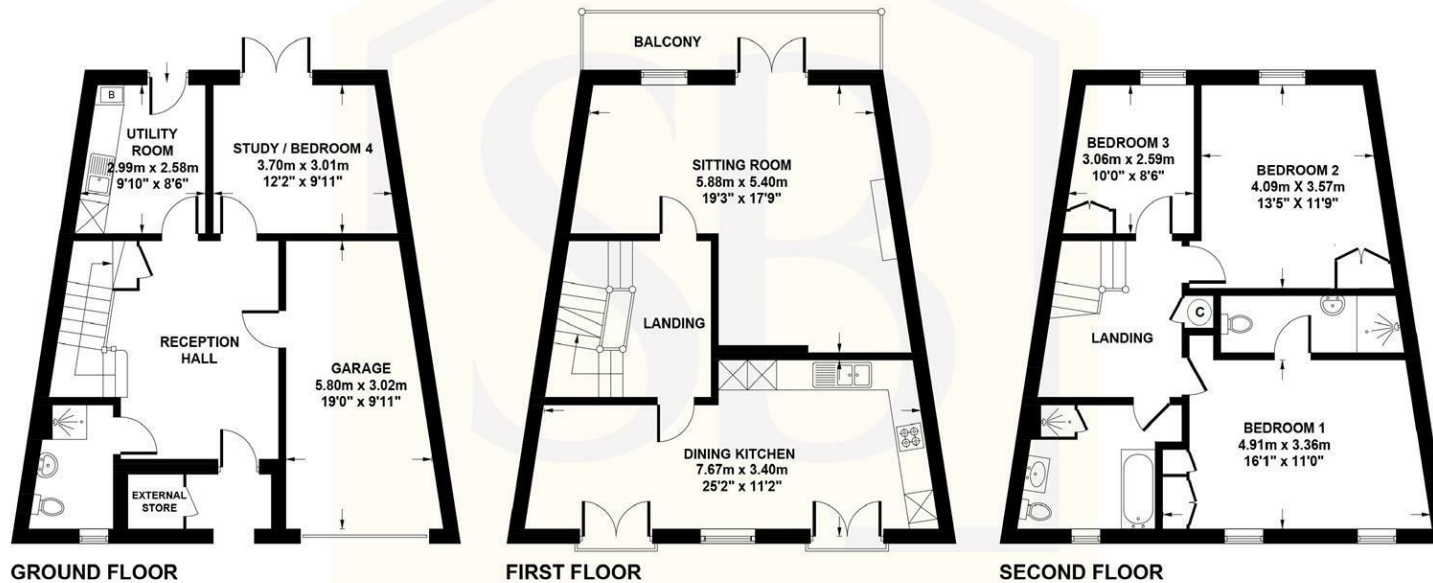 BALCONY
B
UTILITY
ROOM
2.99m x 2.58m
9'10" x 8'6"
STUDY / BEDROOM 4
3.70m x 3.01m
12'2" x 9'11"
RECEPTION
HALL
GARAGE
5.80m x 3.02m
19'0" x 9'11"
EXTERNAL
STORE
GROUND FLOOR
SITTING ROOM
5.88m x 5.40m
19'3" x 17'9"
LANDING
DINING KITCHEN
7.67m x 3.40m
25'2" x 11'2"
FIRST FLOOR
BEDROOM 3
3.06m x 2.59m
10'0" x 8'6"
BEDROOM 2
4.09m X 3.57m
13'5" X 11'9"
C
LANDING
BEDROOM 1
4.91m x 3.36m
16'1" x 11'0"
SECOND FLOOR
SB